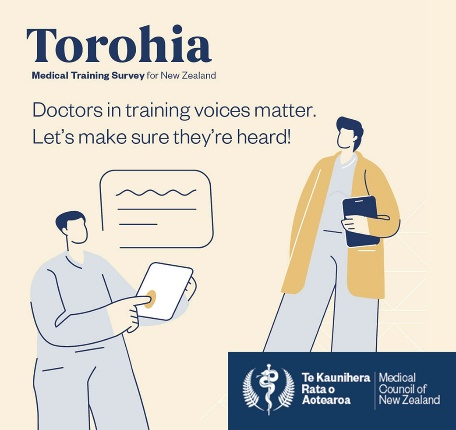 Torohia
Medical Training Survey for New Zealand
Doctors in training voices matter.
Let's make sure they're heard!
Te Kaunihera
Rata o
Aotearoa
Medical
Council of
New Zealand